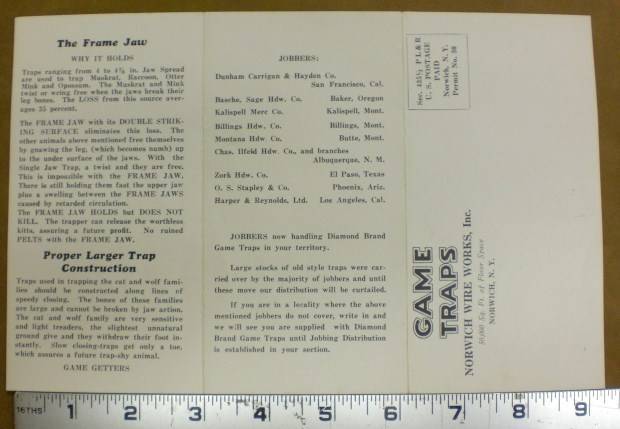 The Frame Jaw
WHY IT HOLDS
Traps ranging from 4 to 4⅞ in. Jaw Spread
are used to trap Muskrat, Raccoon, Otter
Mink and Opossum. The Muskrat and Mink
twist or wring free when the jaws break their
leg bones. The LOSS from this source aver-
ages 35 percent.
The FRAME JAW with its DOUBLE STRIK-
ING SURFACE eliminates this loss. The
other animals above mentioned free themselves
by gnawing the leg, (which becomes numb) up
to the under surface of the jaws. With the
Single Jaw Trap, a twist and they are free.
This is impossible with the FRAME JAW.
There is still holding them fast the upper jaw
plus a swelling between the FRAME JAWS
caused by retarded circulation.
The FRAME JAW HOLDS but DOES NOT
KILL. The trapper can release the worthless
kitts, assuring a future profit. No ruined
PELTS with the FRAME JAW.
Proper Larger Trap
Construction
Traps used in trapping the cat and wolf fami-
lies should be constructed along lines of
speedy closing. The bones of these families
are large and cannot be broken by jaw action.
The cat and wolf family are very sensitive
and light treaders, the slightest unnatural
ground give and they withdraw their foot in-
stantly. Slow closing-traps get only a toe,
which assures a future trap-shy animal.
GAME GETTERS
JOBBERS:
Dunham Carrigan & Hayden Co.
San Francisco, Cal.
Basche, Sage Hdw. Co. Baker, Oregon
Kalispell Merc Co. Kalispell, Mont.
Billings Hdw. Co. Billings, Mont.
Montana Hdw. Co. Butte, Mont.
Chas. Ilfeld Hdw. Co., and branches
Albuquerque, N. M.
Zork Hdw. Co. El Paso, Texas
O. S. Stapley & Co. Phoenix, Ariz.
Harper & Reynolds, Ltd. Los Angeles, Cal.
JOBBERS now handling Diamond Brand
Game Traps in your territory.
Large stocks of old style traps were car-
ried over by the majority of jobbers and until
these move our distribution will be curtailed.
If you are in a locality where the above
mentioned jobbers do not cover, write in and
we will see you are supplied with Diamond
Brand Game Traps until Jobbing Distribution
is established in your section.
Sec. 435½ P L & R
U. S. POSTAGE
PAID
Norwich, N. Y.
Permit No.
GAME
TRAPS
NORWICH WIRE WORKS, Inc.
50,000 Sq. Ft. of Floor Space
NORWICH, N. Y.
16THS 1 2 3 4 5 6 7 8 9